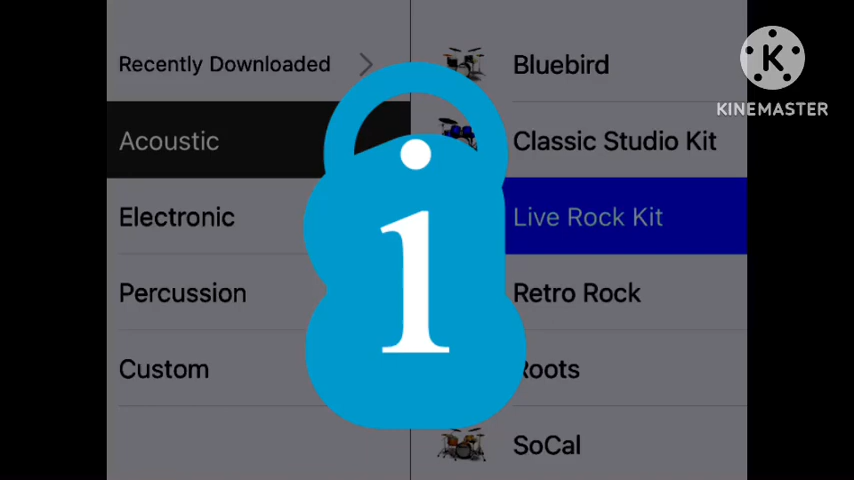 Recently Downloaded
Acoustic
Electronic
Percussion
Custom
Bluebird
Classic Studio Kit
Live Rock Kit
Retro Rock
Roots
SoCal
i
K
KINEMASTER